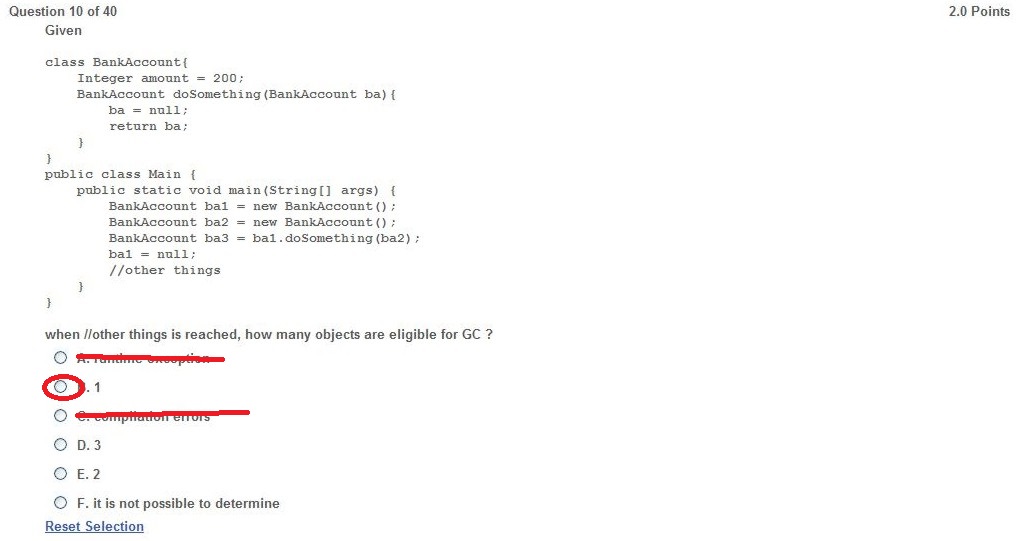 Question 10 of 40
2.0 Points
Given
class BankAccount{
Integer amount = 200;
BankAccount doSomething(BankAccount ba){
ba = null;
return ba;
}
}
public class Main {
public static void main(String[] args) {
BankAccount ba1 = new BankAccount();
BankAccount ba2 = new BankAccount();
BankAccount ba3 = ba1.doSomething(ba2);
ba1 = null;
//other things
}
}
when //other things is reached, how many objects are eligible for GC ?
A. runtime exception
. 1
C. compilation errors
D. 3
E. 2
F. it is not possible to determine
Reset Selection